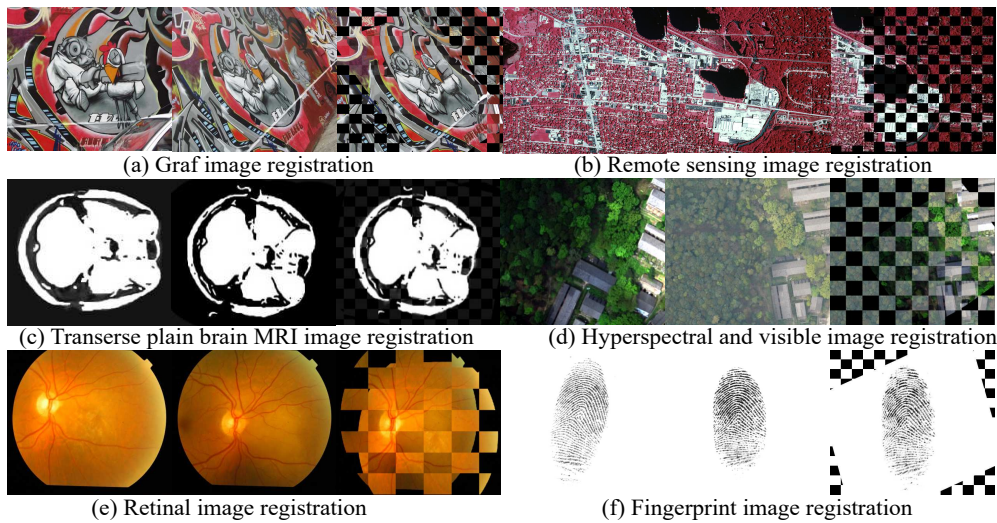 (a) Graf image registration
(b) Remote sensing image registration
(c) Transerse plain brain MRI image registration
(d) Hyperspectral and visible image registration
(e) Retinal image registration
(f) Fingerprint image registration